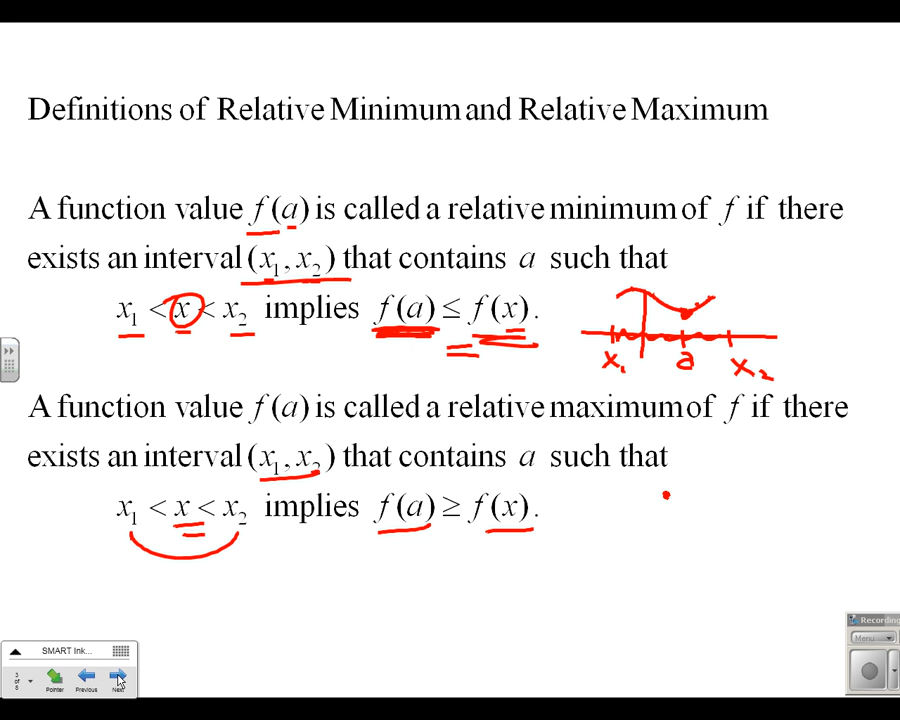 Definitions of Relative Minimum and Relative Maximum
A function value f(a) is called a relative minimum of f if there
exists an interval (x₁, x₂) that contains a such that
x₁ < x < x₂ implies f(a) ≤ f(x).
x₁ a x₂
A function value f(a) is called a relative maximum of f if there
exists an interval (x₁, x₂) that contains a such that
x₁ < x < x₂ implies f(a) ≥ f(x).
Recording
Menu
SMART Ink...
3 of 6
Pointer Previous Next